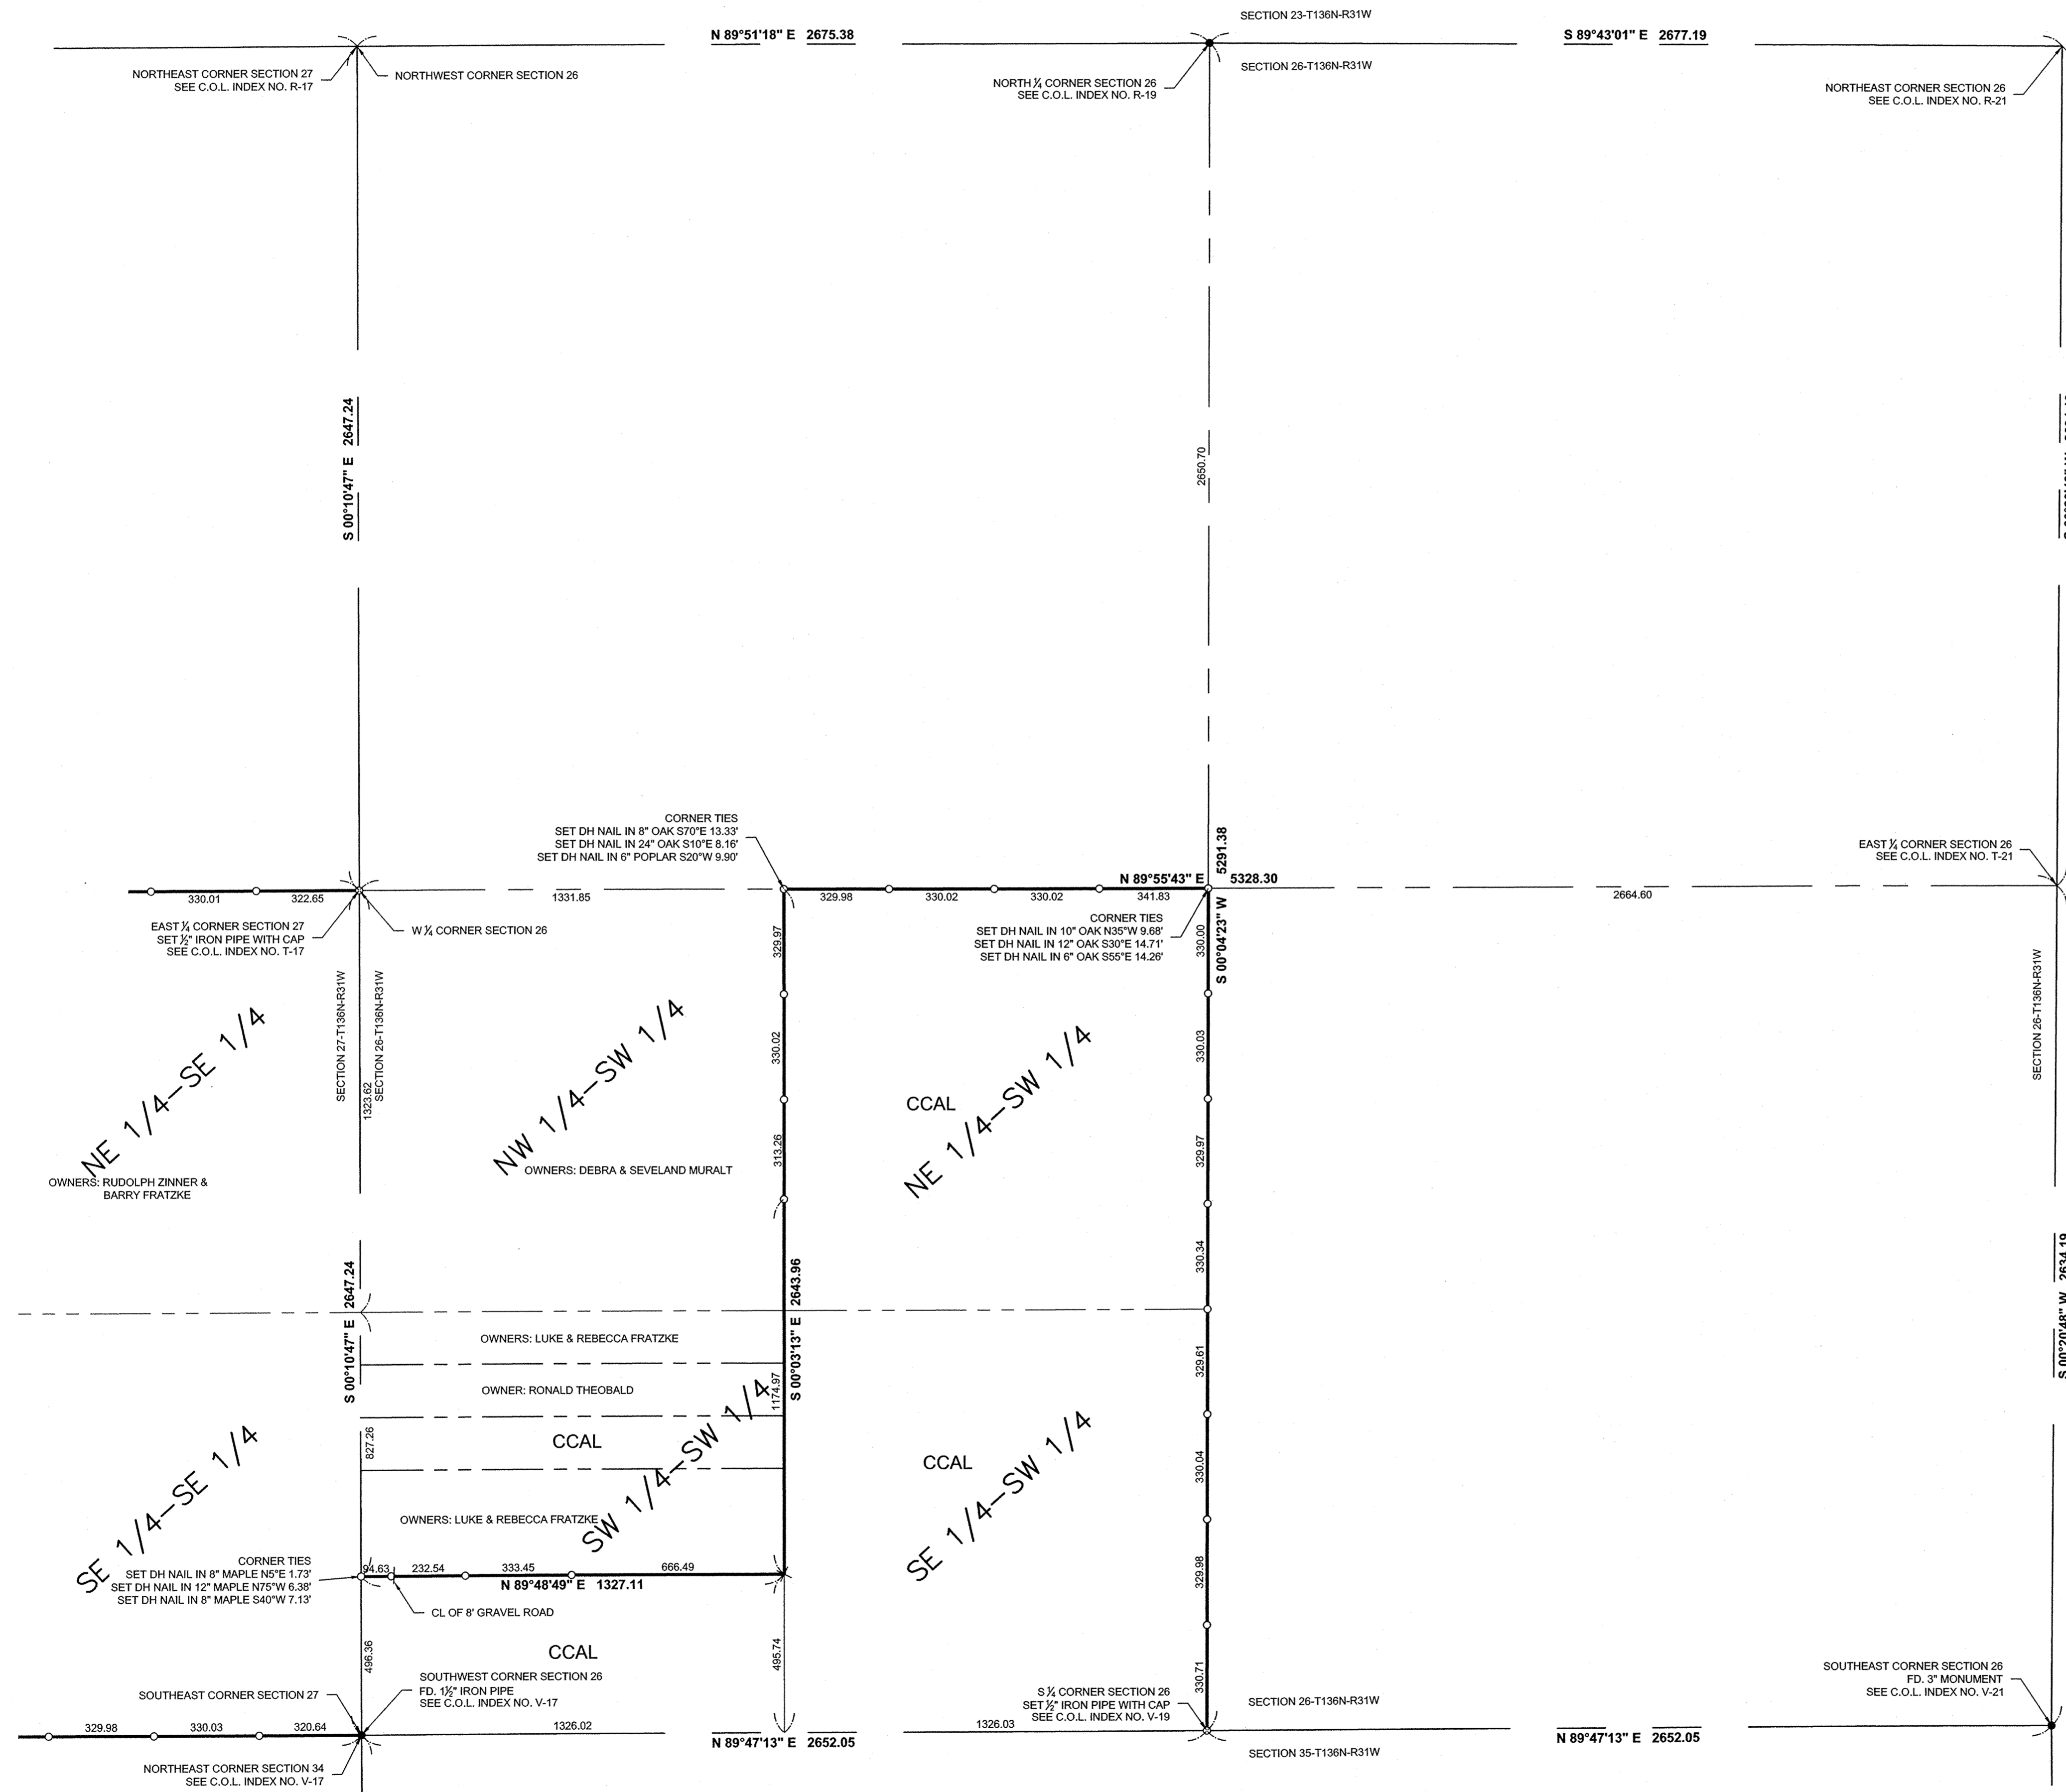 SECTION 23-T136N-R31W
N 89°51'18" E 2675.38
S 89°43'01" E 2677.19
SECTION 26-T136N-R31W
NORTHEAST CORNER SECTION 27
SEE C.O.L. INDEX NO. R-17
NORTHWEST CORNER SECTION 26
NORTH ¼ CORNER SECTION 26
SEE C.O.L. INDEX NO. R-19
NORTHEAST CORNER SECTION 26
SEE C.O.L. INDEX NO. R-21
S 00°10'47" E 2647.24
2650.70
CORNER TIES
SET DH NAIL IN 8" OAK S70°E 13.33'
SET DH NAIL IN 24" OAK S10°E 8.16'
SET DH NAIL IN 6" POPLAR S20°W 9.90'
5291.38
EAST ¼ CORNER SECTION 26
SEE C.O.L. INDEX NO. T-21
N 89°55'43" E 5328.30
330.01
322.65
1331.85
329.98
330.02
330.02
341.83
2664.60
EAST ¼ CORNER SECTION 27
SET ½" IRON PIPE WITH CAP
SEE C.O.L. INDEX NO. T-17
W ¼ CORNER SECTION 26
CORNER TIES
SET DH NAIL IN 10" OAK N35°W 9.68'
SET DH NAIL IN 12" OAK S30°E 14.71'
SET DH NAIL IN 6" OAK S55°E 14.26'
329.97
330.00
S 00°04'23" W
SECTION 27-T136N-R31W
SECTION 26-T136N-R31W
1323.62
SECTION 26-T136N-R31W
NE 1/4-SE 1/4
NW 1/4-SW 1/4
330.02
CCAL
NE 1/4-SW 1/4
330.03
OWNERS: RUDOLPH ZINNER &
BARRY FRATZKE
OWNERS: DEBRA & SEVELAND MURALT
313.26
329.97
330.34
S 00°10'47" E 2647.24
S 00°03'13" E 2643.96
S 00°20'48" W 2634.19
OWNERS: LUKE & REBECCA FRATZKE
329.61
OWNER: RONALD THEOBALD
1174.97
827.26
CCAL
SE 1/4-SE 1/4
SW 1/4-SW 1/4
CCAL
SE 1/4-SW 1/4
330.04
OWNERS: LUKE & REBECCA FRATZKE
CORNER TIES
SET DH NAIL IN 8" MAPLE N5°E 1.73'
SET DH NAIL IN 12" MAPLE N75°W 6.38'
SET DH NAIL IN 8" MAPLE S40°W 7.13'
94.63
232.54
333.45
666.49
N 89°48'49" E 1327.11
329.98
CL OF 8' GRAVEL ROAD
496.36
CCAL
495.74
330.71
SOUTHEAST CORNER SECTION 27
SOUTHWEST CORNER SECTION 26
FD. 1½" IRON PIPE
SEE C.O.L. INDEX NO. V-17
S ¼ CORNER SECTION 26
SET ½" IRON PIPE WITH CAP
SEE C.O.L. INDEX NO. V-19
SECTION 26-T136N-R31W
SOUTHEAST CORNER SECTION 26
FD. 3" MONUMENT
SEE C.O.L. INDEX NO. V-21
329.98
330.03
320.64
1326.02
1326.03
N 89°47'13" E 2652.05
N 89°47'13" E 2652.05
SECTION 35-T136N-R31W
NORTHEAST CORNER SECTION 34
SEE C.O.L. INDEX NO. V-17